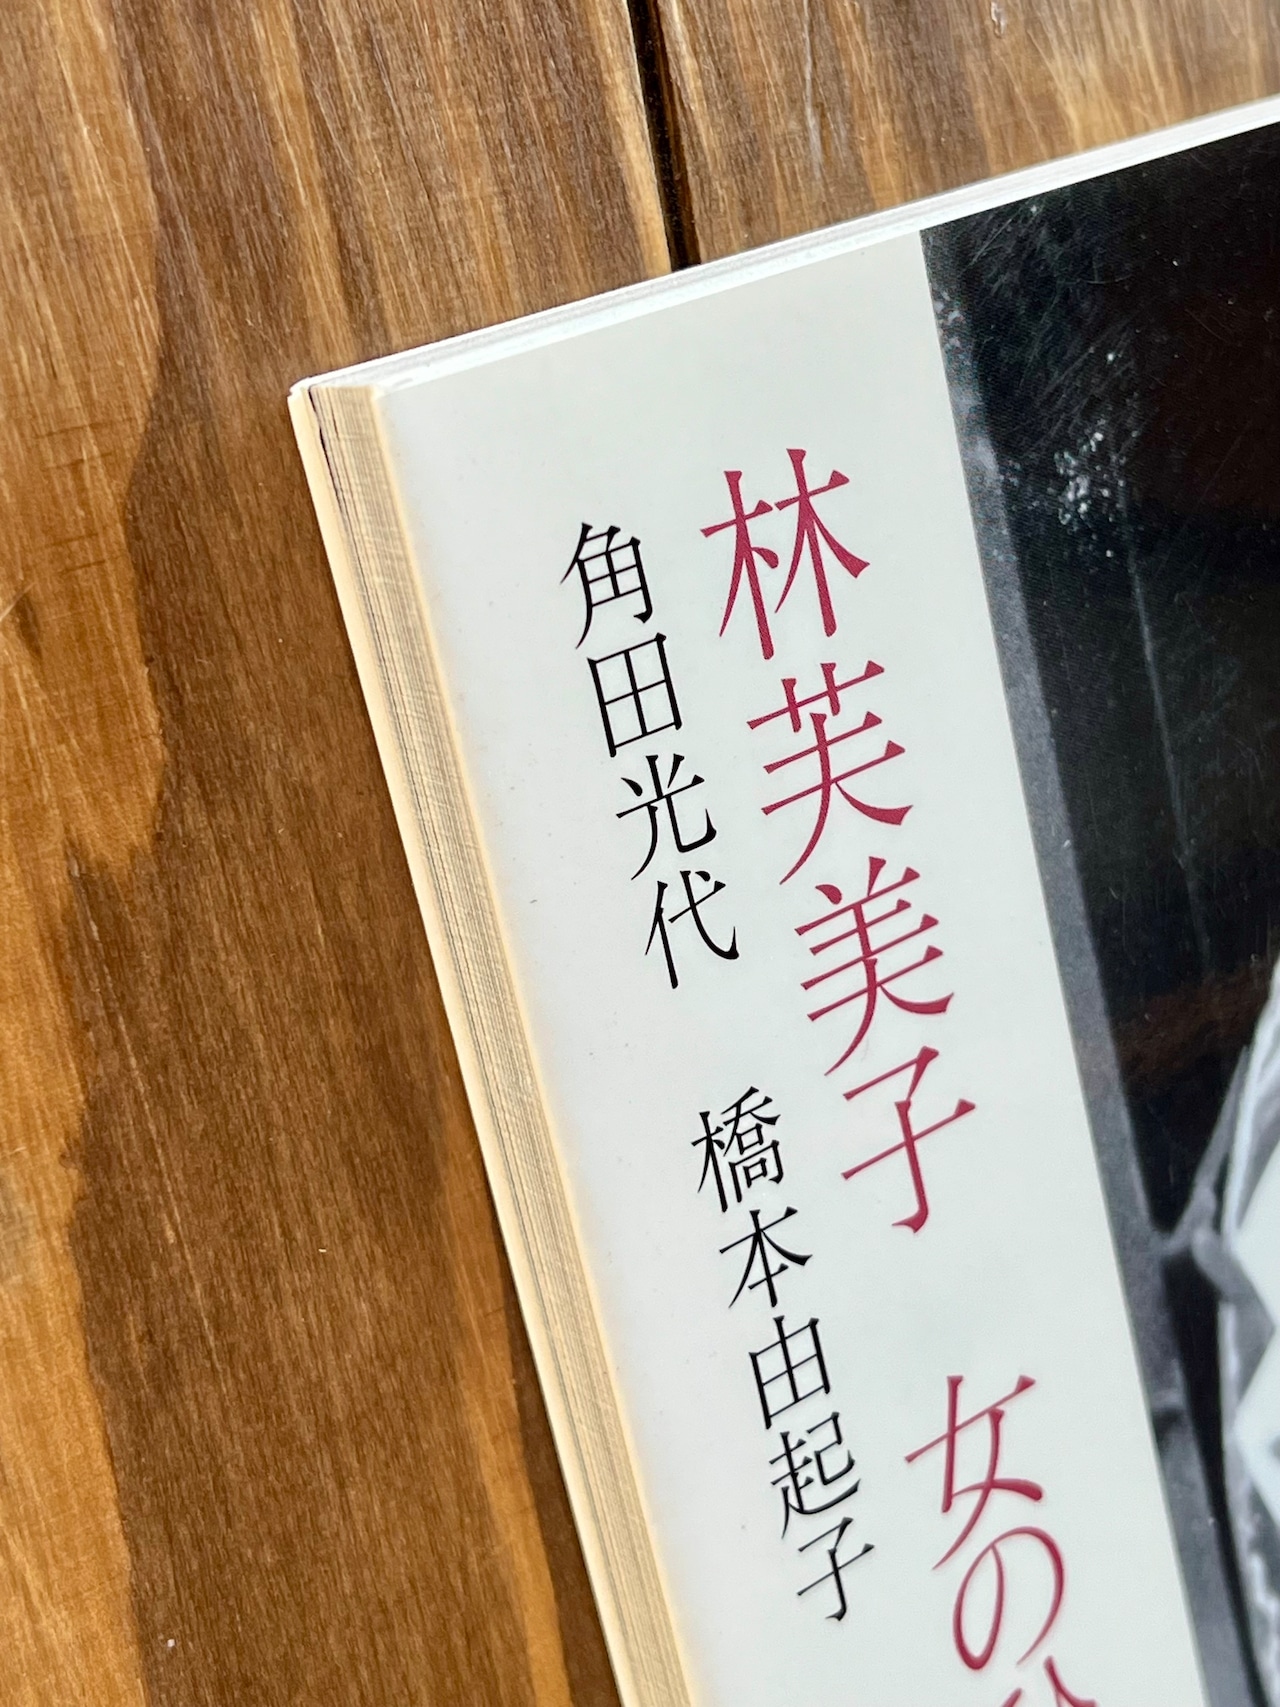 林芙美子 女の
角田光代 橋本由起子